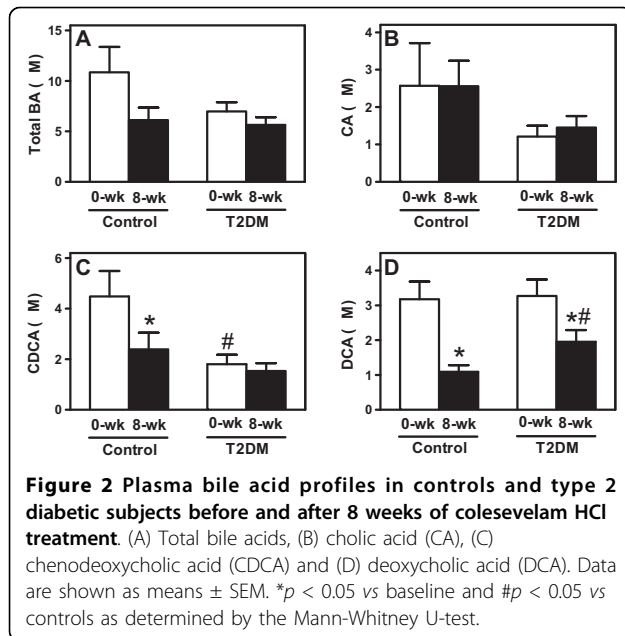 A
Total BA ( M)
15
10
5
0
0-wk 8-wk 0-wk 8-wk
Control T2DM
B
CA ( M)
4
3
2
1
0
0-wk 8-wk 0-wk 8-wk
Control T2DM
C
CDCA ( M)
6
4
2
0
*
#
0-wk 8-wk 0-wk 8-wk
Control T2DM
D
DCA ( M)
4
3
2
1
0
*
*#
0-wk 8-wk 0-wk 8-wk
Control T2DM
Figure 2 Plasma bile acid profiles in controls and type 2
diabetic subjects before and after 8 weeks of colesevelam HCl
treatment. (A) Total bile acids, (B) cholic acid (CA), (C)
chenodeoxycholic acid (CDCA) and (D) deoxycholic acid (DCA). Data
are shown as means ± SEM. *p < 0.05 vs baseline and #p < 0.05 vs
controls as determined by the Mann-Whitney U-test.